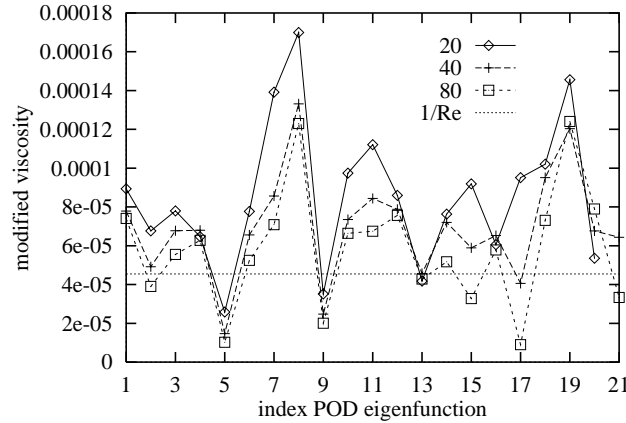 0.00018
0.00016
0.00014
0.00012
0.0001
8e-05
6e-05
4e-05
2e-05
0
modified viscosity
20
40
80
1/Re
1 3 5 7 9 11 13 15 17 19 21
index POD eigenfunction